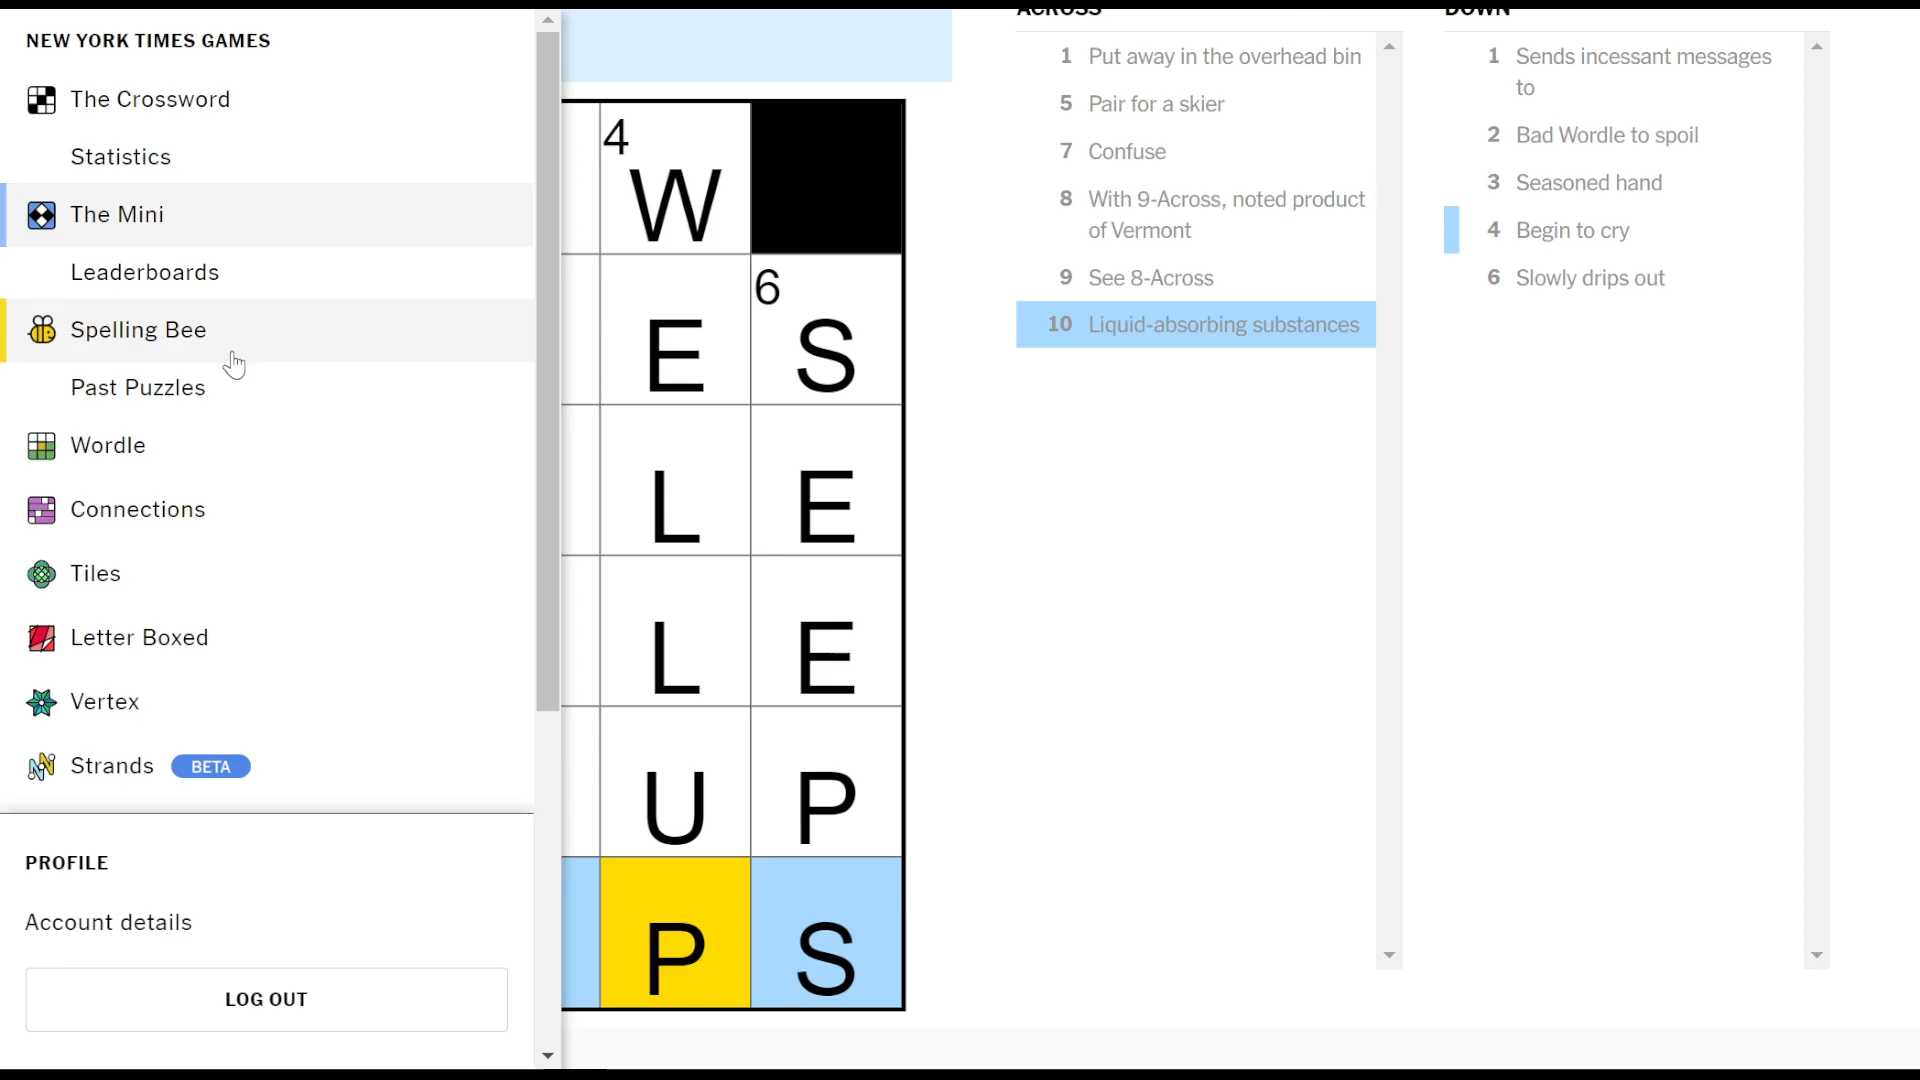 NEW YORK TIMES GAMES
The Crossword
Statistics
The Mini
Leaderboards
Spelling Bee
Past Puzzles
Wordle
Connections
Tiles
Letter Boxed
Vertex
Strands BETA
PROFILE
Account details
LOG OUT
4
W
6
E S
L E
L E
U P
P S
ACROSS
1 Put away in the overhead bin
5 Pair for a skier
7 Confuse
8 With 9-Across, noted product
of Vermont
9 See 8-Across
10 Liquid-absorbing substances
DOWN
1 Sends incessant messages
to
2 Bad Wordle to spoil
3 Seasoned hand
4 Begin to cry
6 Slowly drips out